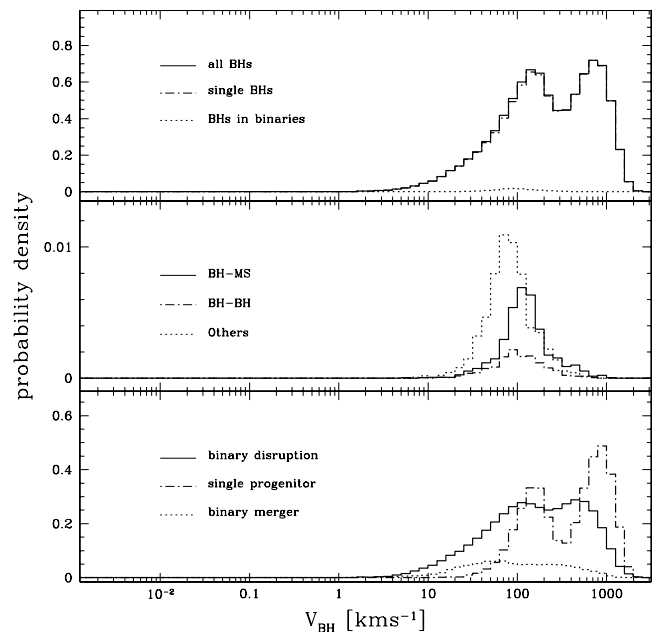 0.8
0.6
0.4
0.2
0
all BHs
single BHs
BHs in binaries
probability density
0.01
0
BH-MS
BH-BH
Others
0.6
0.4
0.2
0
binary disruption
single progenitor
binary merger
10⁻² 0.1 1 10 100 1000
V_BH [kms⁻¹]